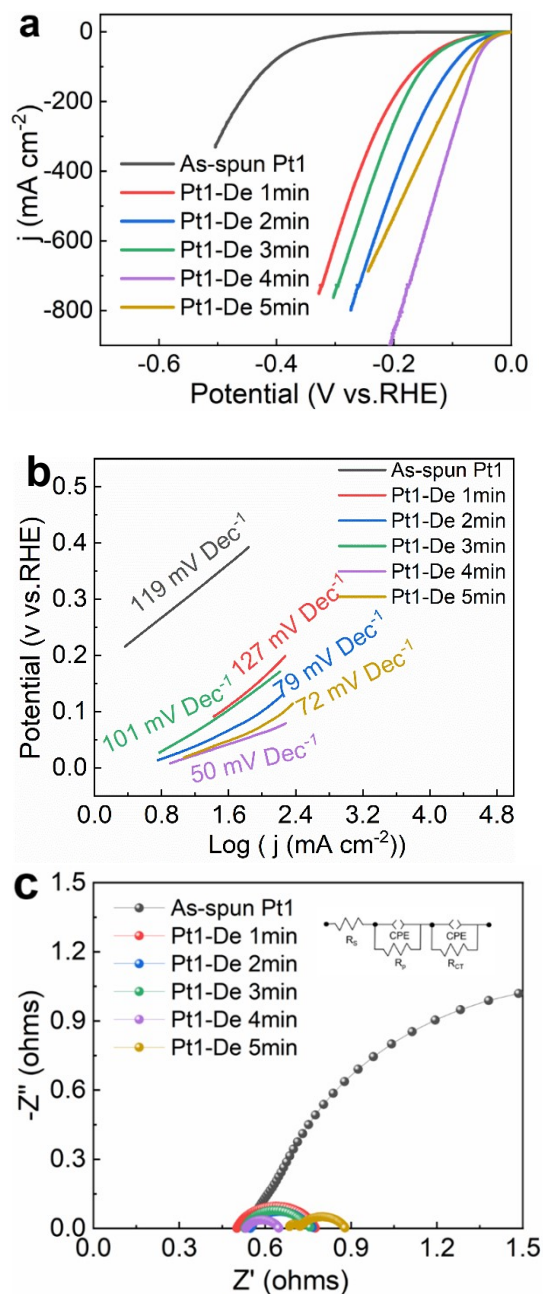 a
0
-200
-400
-600
-800
j (mA cm⁻²)
As-spun Pt1
Pt1-De 1min
Pt1-De 2min
Pt1-De 3min
Pt1-De 4min
Pt1-De 5min
-0.6 -0.4 -0.2 0.0
Potential (V vs.RHE)
b
0.5
0.4
0.3
0.2
0.1
0.0
Potential (v vs.RHE)
As-spun Pt1
Pt1-De 1min
Pt1-De 2min
Pt1-De 3min
Pt1-De 4min
Pt1-De 5min
119 mV Dec⁻¹
127 mV Dec⁻¹
79 mV Dec⁻¹
101 mV Dec⁻¹
72 mV Dec⁻¹
50 mV Dec⁻¹
0.0 0.8 1.6 2.4 3.2 4.0 4.8
Log ( j (mA cm⁻²))
c
1.5
1.2
0.9
0.6
0.3
0.0
-Z" (ohms)
As-spun Pt1
Pt1-De 1min
Pt1-De 2min
Pt1-De 3min
Pt1-De 4min
Pt1-De 5min
CPE CPE
R_S
R_P R_CT
0.0 0.3 0.6 0.9 1.2 1.5
Z' (ohms)